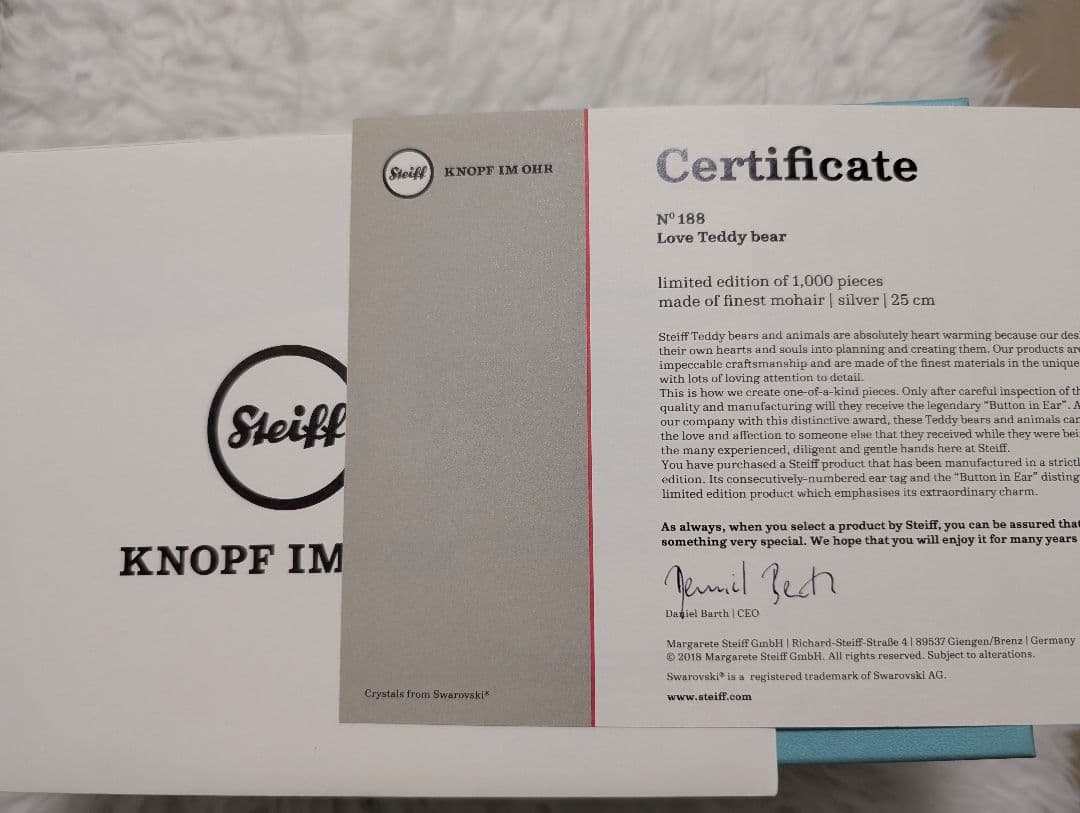 Steiff
KNOPF IM
Steiff KNOPF IM OHR
Crystals from Swarovski®
Certificate
Nº 188
Love Teddy bear
limited edition of 1,000 pieces
made of finest mohair | silver | 25 cm
Steiff Teddy bears and animals are absolutely heart warming because our des
their own hearts and souls into planning and creating them. Our products are
impeccable craftsmanship and are made of the finest materials in the unique
with lots of loving attention to detail.
This is how we create one-of-a-kind pieces. Only after careful inspection of th
quality and manufacturing will they receive the legendary “Button in Ear”. A
our company with this distinctive award, these Teddy bears and animals can
the love and affection to someone else that they received while they were bei
the many experienced, diligent and gentle hands here at Steiff.
You have purchased a Steiff product that has been manufactured in a strictl
edition. Its consecutively-numbered ear tag and the “Button in Ear” disting
limited edition product which emphasises its extraordinary charm.
As always, when you select a product by Steiff, you can be assured that
something very special. We hope that you will enjoy it for many years
Daniel Barth | CEO
Margarete Steiff GmbH | Richard-Steiff-Straße 4 | 89537 Giengen/Brenz | Germany
© 2018 Margarete Steiff GmbH. All rights reserved. Subject to alterations.
Swarovski® is a registered trademark of Swarovski AG.
www.steiff.com